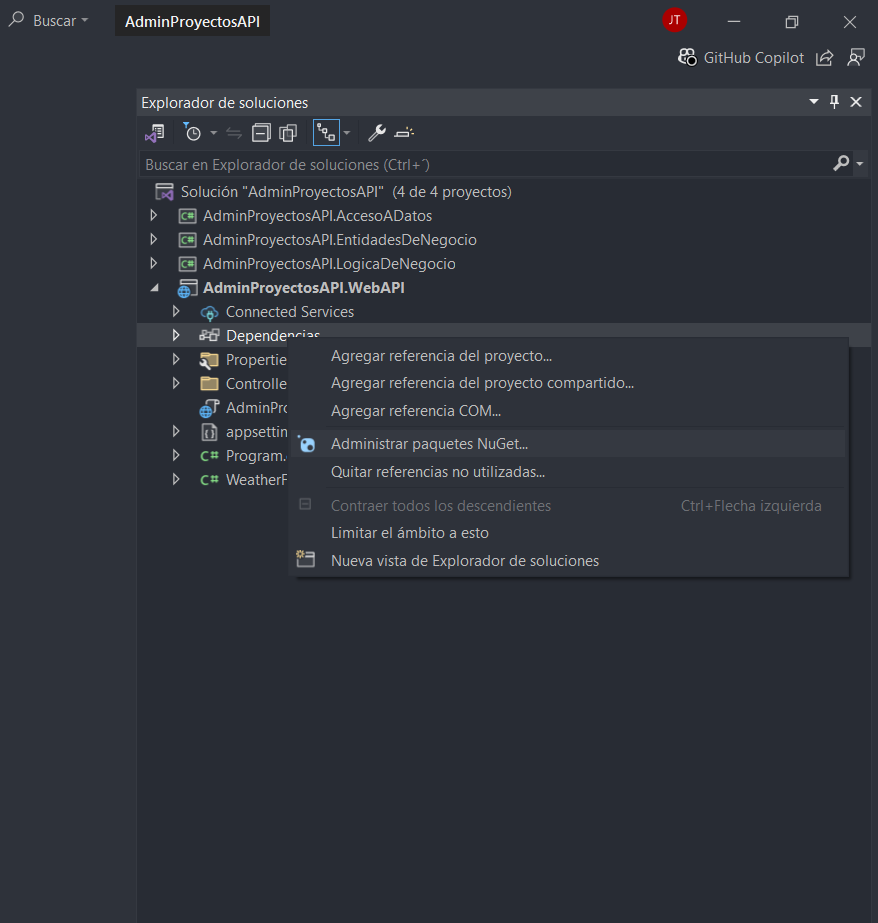 Buscar
AdminProyectosAPI
JT
GitHub Copilot
Explorador de soluciones
Buscar en Explorador de soluciones (Ctrl+´)
Solución "AdminProyectosAPI" (4 de 4 proyectos)
C# AdminProyectosAPI.AccesoADatos
C# AdminProyectosAPI.EntidadesDeNegocio
C# AdminProyectosAPI.LogicaDeNegocio
AdminProyectosAPI.WebAPI
Connected Services
Dependencias
Propertie
Controlle
AdminPro
appsettin
C# Program.
C# WeatherF
Agregar referencia del proyecto...
Agregar referencia del proyecto compartido...
Agregar referencia COM...
Administrar paquetes NuGet...
Quitar referencias no utilizadas...
Contraer todos los descendientes Ctrl+Flecha izquierda
Limitar el ámbito a esto
Nueva vista de Explorador de soluciones